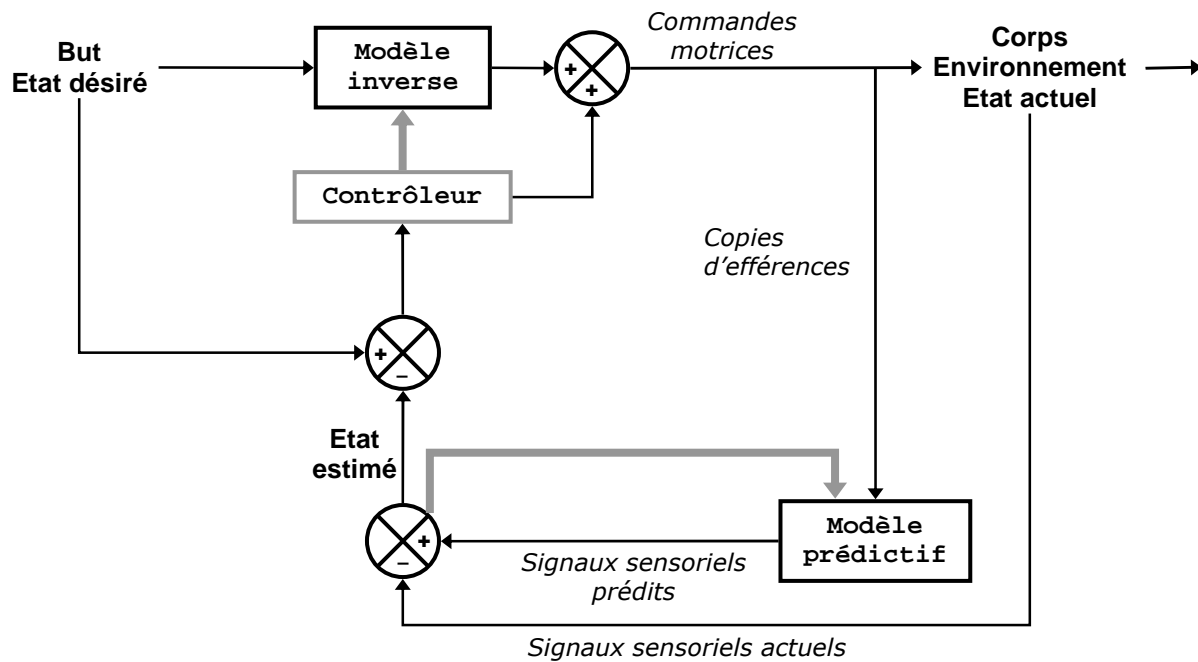 But
Etat désiré
Modèle
inverse
+
+
Commandes
motrices
Corps
Environnement
Etat actuel
Contrôleur
Copies
d'efférences
+
−
Etat
estimé
+
−
Modèle
prédictif
Signaux sensoriels
prédits
Signaux sensoriels actuels